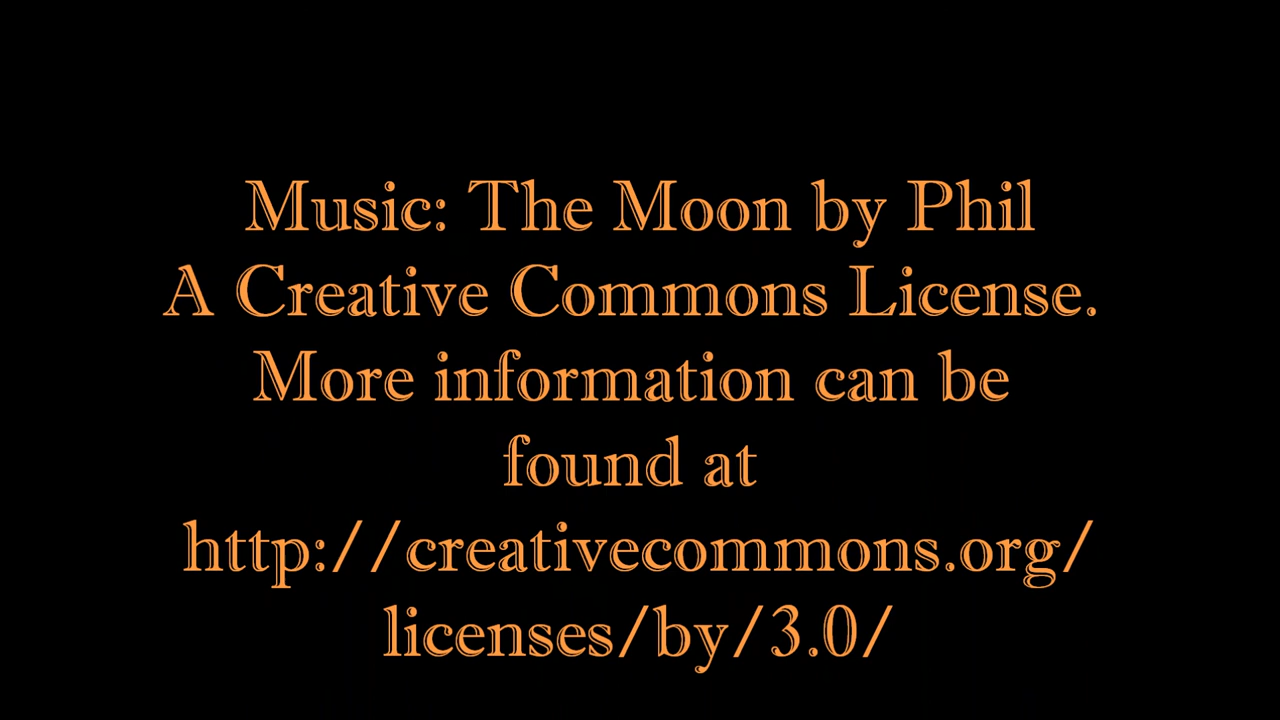 Music: The Moon by Phil
A Creative Commons License.
More information can be
found at
http://creativecommons.org/
licenses/by/3.0/